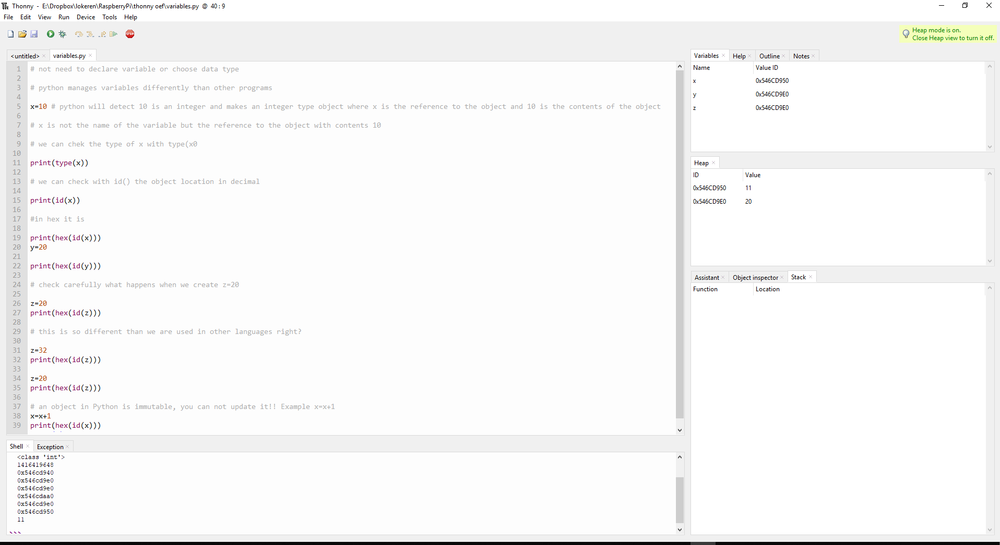 Thonny - E:\Dropbox\lokeren\RaspberryPi\thonny oef\variables.py @ 40 : 9
File Edit View Run Device Tools Help
STOP
Heap mode is on.
Close Heap view to turn it off.
<untitled> × variables.py ×
1 # not need to declare variable or choose data type
2
3 # python manages variables differently than other programs
4
5 x=10 # python will detect 10 is an integer and makes an integer type object where x is the reference to the object and 10 is the contents of the object
6
7 # x is not the name of the variable but the reference to the object with contents 10
8
9 # we can chek the type of x with type(x0
10
11 print(type(x))
12
13 # we can check with id() the object location in decimal
14
15 print(id(x))
16
17 #in hex it is
18
19 print(hex(id(x)))
20 y=20
21
22 print(hex(id(y)))
23
24 # check carefully what happens when we create z=20
25
26 z=20
27 print(hex(id(z)))
28
29 # this is so different than we are used in other languages right?
30
31 z=32
32 print(hex(id(z)))
33
34 z=20
35 print(hex(id(z)))
36
37 # an object in Python is immutable, you can not update it!! Example x=x+1
38 x=x+1
39 print(hex(id(x)))
Shell × Exception ×
<class 'int'>
1416419648
0x546cd940
0x546cd9e0
0x546cd9e0
0x546cdaa0
0x546cd9e0
0x546cd950
11
Variables × Help × Outline × Notes ×
Name Value ID
x 0x546CD950
y 0x546CD9E0
z 0x546CD9E0
Heap ×
ID Value
0x546CD950 11
0x546CD9E0 20
Assistant × Object inspector × Stack ×
Function Location